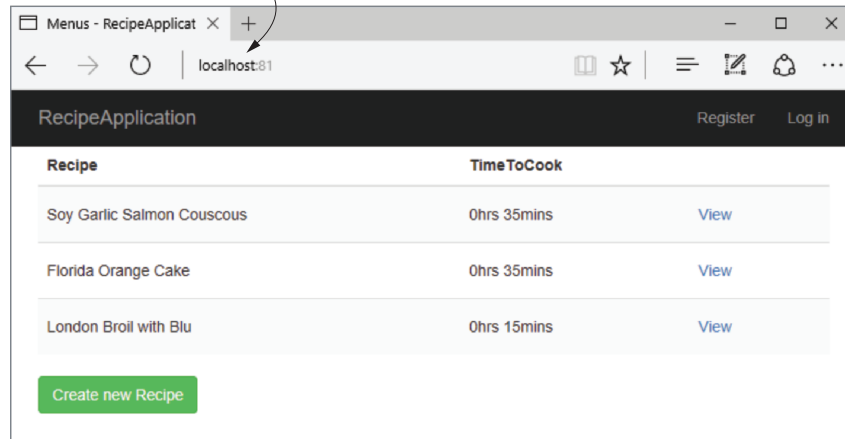 Menus - RecipeApplicat
localhost:81
RecipeApplication Register Log in
Recipe TimeToCook
Soy Garlic Salmon Couscous 0hrs 35mins View
Florida Orange Cake 0hrs 35mins View
London Broil with Blu 0hrs 15mins View
Create new Recipe